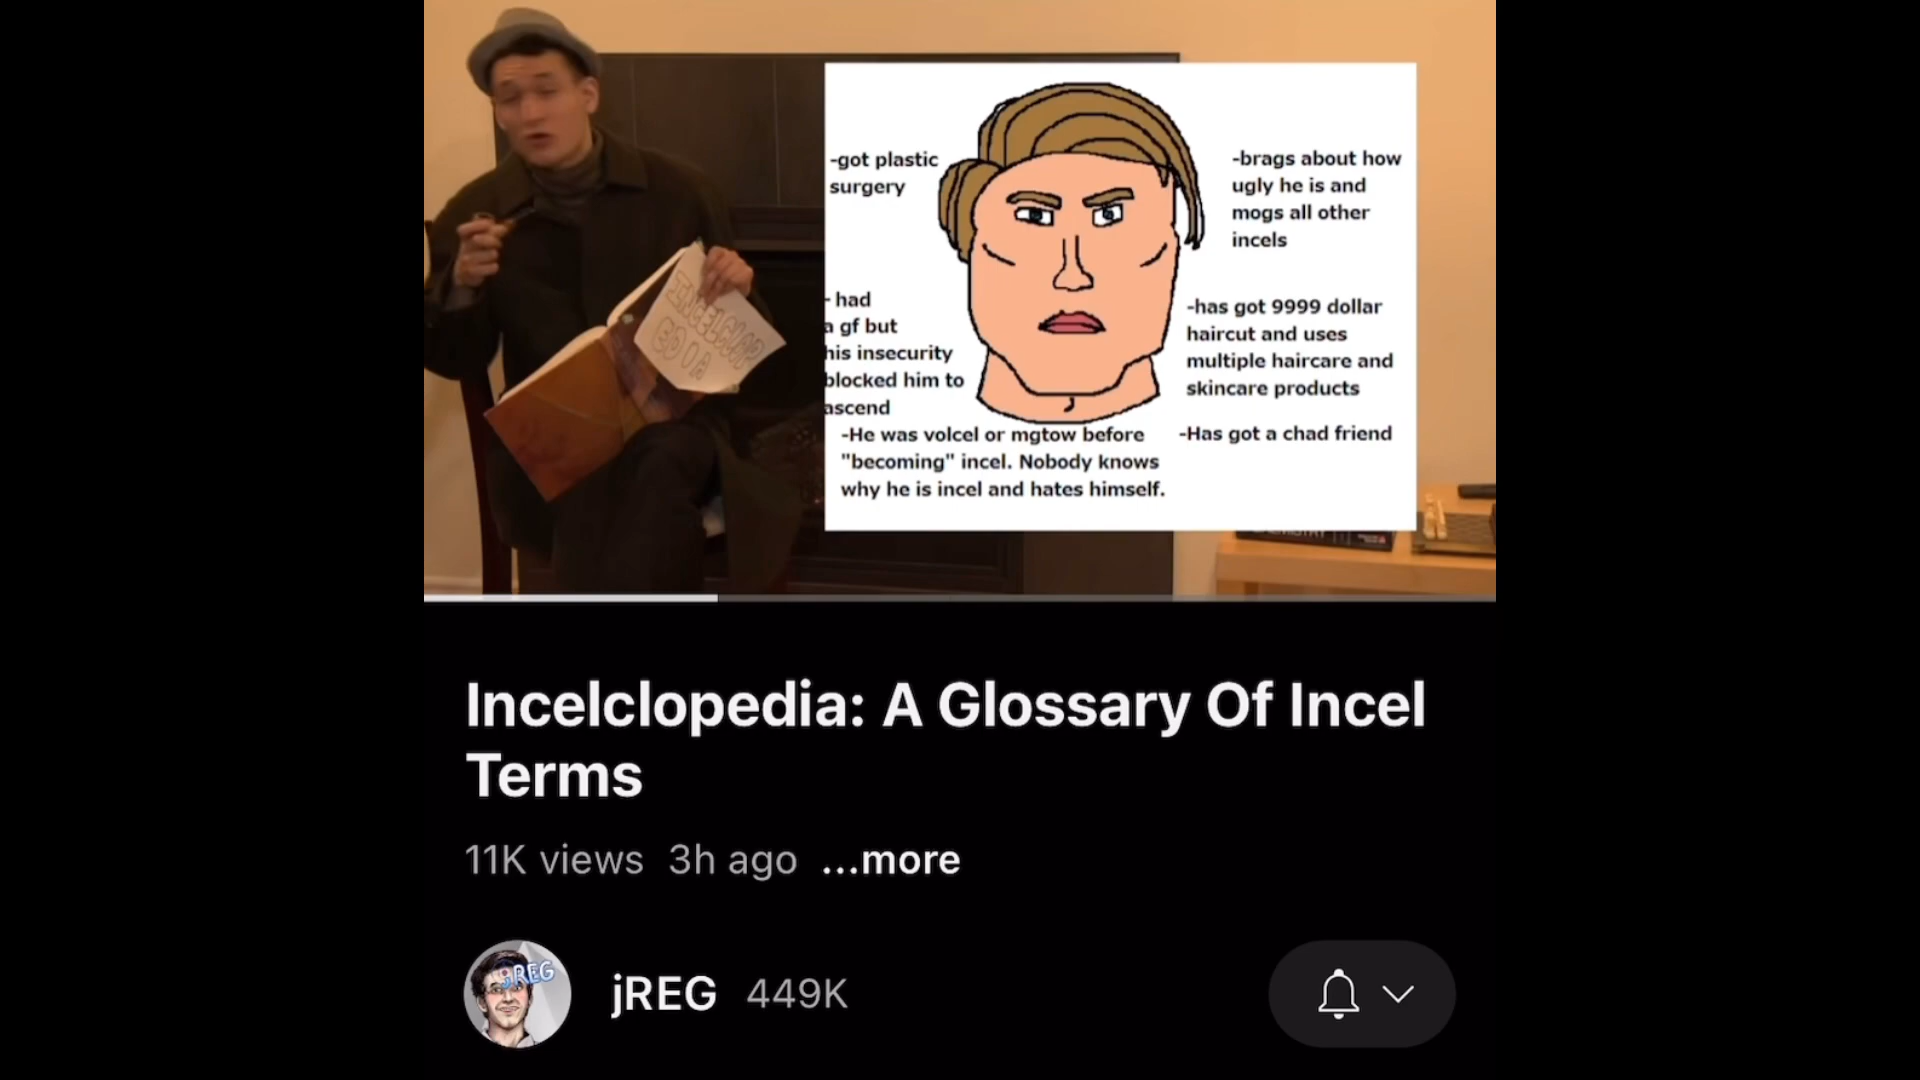 -got plastic
surgery
- had
a gf but
his insecurity
blocked him to
ascend
-He was volcel or mgtow before
"becoming" incel. Nobody knows
why he is incel and hates himself.
-brags about how
ugly he is and
mogs all other
incels
-has got 9999 dollar
haircut and uses
multiple haircare and
skincare products
-Has got a chad friend
INCELCLOP
EDIA
Incelclopedia: A Glossary Of Incel
Terms
11K views 3h ago ...more
jREG
jREG 449K